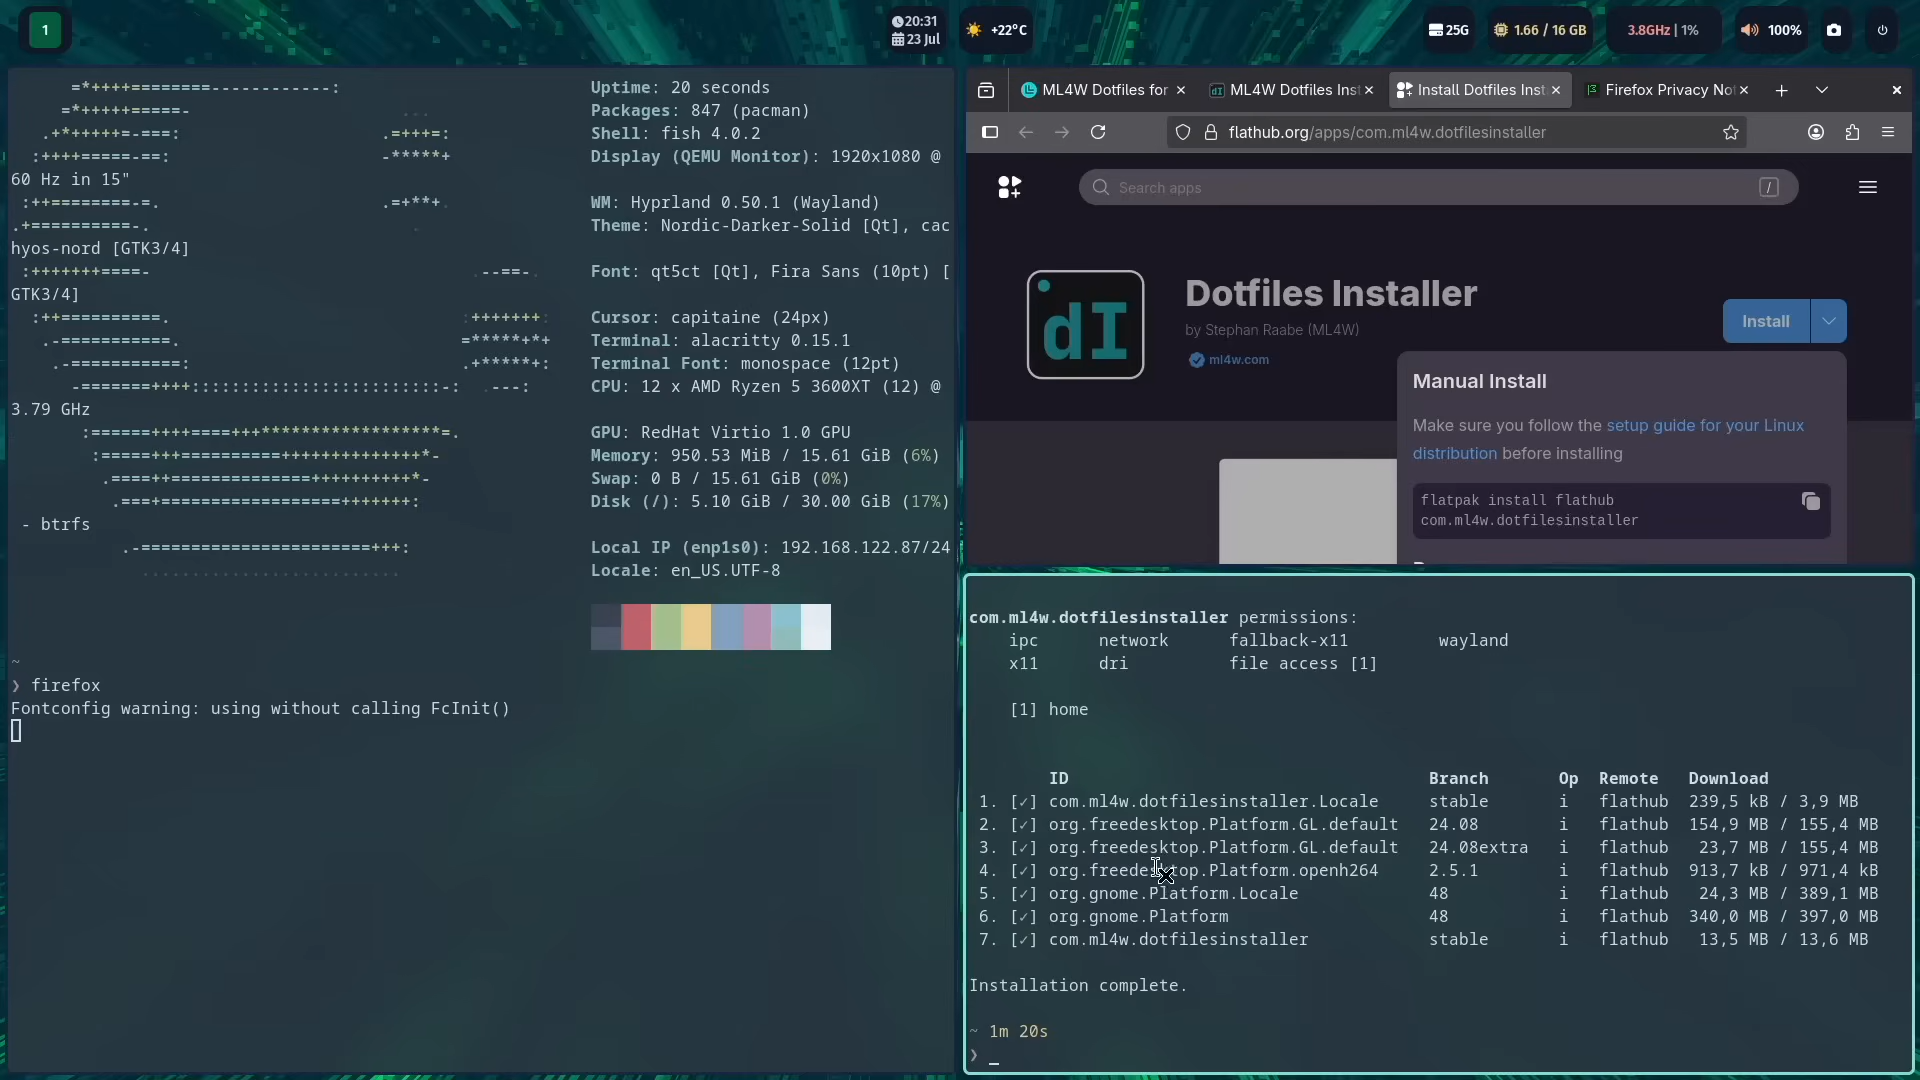 1
20:31
23 Jul
+22°C
25G
1.66 / 16 GB
3.8GHz | 1%
100%
=*++++========------------:
=*+++++=====-
.+*+++++=-===: .=+++=:
:++++=====-==: -*****+
:++========-=. .=+**+
.+==========-.
:+++++++====- .--==-.
:++==========. :+++++++:
.-===========. =*****+*+
.-============: .+*****+:
-=======++++:::::::::::::::::::::::::-: .---:
:======++++====+++******************=.
:=====+++==========++++++++++++++*-
.====++==============++++++++++*-
.===+==================+++++++:
.-=======================+++:
..........................
Uptime: 20 seconds
Packages: 847 (pacman)
Shell: fish 4.0.2
Display (QEMU Monitor): 1920x1080 @
60 Hz in 15"
WM: Hyprland 0.50.1 (Wayland)
Theme: Nordic-Darker-Solid [Qt], cac
hyos-nord [GTK3/4]
Font: qt5ct [Qt], Fira Sans (10pt) [
GTK3/4]
Cursor: capitaine (24px)
Terminal: alacritty 0.15.1
Terminal Font: monospace (12pt)
CPU: 12 x AMD Ryzen 5 3600XT (12) @
3.79 GHz
GPU: RedHat Virtio 1.0 GPU
Memory: 950.53 MiB / 15.61 GiB (6%)
Swap: 0 B / 15.61 GiB (0%)
Disk (/): 5.10 GiB / 30.00 GiB (17%)
- btrfs
Local IP (enp1s0): 192.168.122.87/24
Locale: en_US.UTF-8
~
❯ firefox
Fontconfig warning: using without calling FcInit()
ML4W Dotfiles for
ML4W Dotfiles Inst
Install Dotfiles Inst
Firefox Privacy Not
flathub.org/apps/com.ml4w.dotfilesinstaller
Search apps
/
dI
Dotfiles Installer
by Stephan Raabe (ML4W)
ml4w.com
Install
Manual Install
Make sure you follow the setup guide for your Linux
distribution before installing
flatpak install flathub
com.ml4w.dotfilesinstaller
com.ml4w.dotfilesinstaller permissions:
ipc network fallback-x11 wayland
x11 dri file access [1]
[1] home
ID Branch Op Remote Download
1. [✓] com.ml4w.dotfilesinstaller.Locale stable i flathub 239,5 kB / 3,9 MB
2. [✓] org.freedesktop.Platform.GL.default 24.08 i flathub 154,9 MB / 155,4 MB
3. [✓] org.freedesktop.Platform.GL.default 24.08extra i flathub 23,7 MB / 155,4 MB
4. [✓] org.freedesktop.Platform.openh264 2.5.1 i flathub 913,7 kB / 971,4 kB
5. [✓] org.gnome.Platform.Locale 48 i flathub 24,3 MB / 389,1 MB
6. [✓] org.gnome.Platform 48 i flathub 340,0 MB / 397,0 MB
7. [✓] com.ml4w.dotfilesinstaller stable i flathub 13,5 MB / 13,6 MB
Installation complete.
~ 1m 20s
❯ _